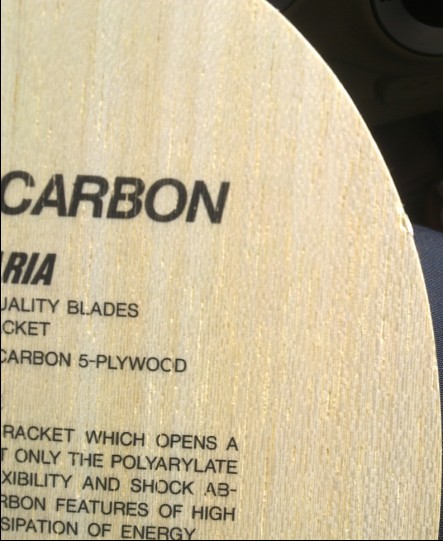 CARBON
ARIA
UALITY BLADES
CKET
CARBON 5-PLYWOOD
RACKET WHICH OPENS A
T ONLY THE POLYARYLATE
XIBILITY AND SHOCK AB-
RBON FEATURES OF HIGH
SIPATION OF ENERGY